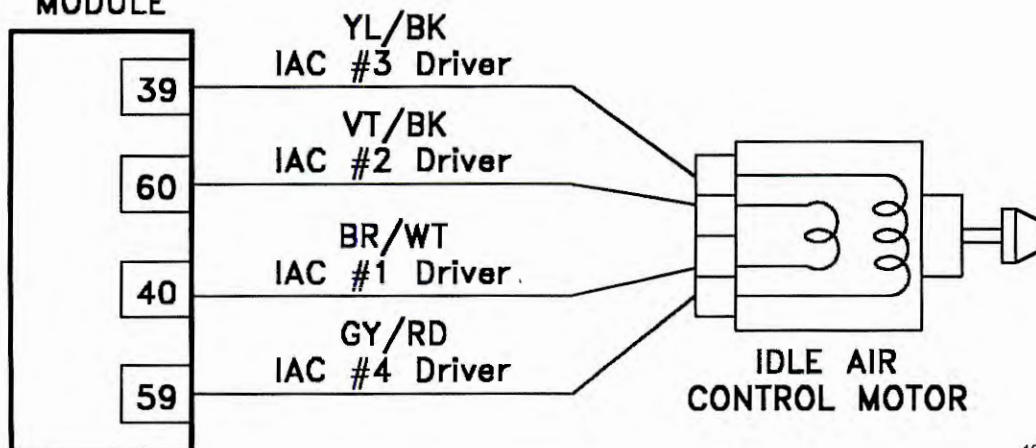 MODULE
39
YL/BK
IAC #3 Driver
60
VT/BK
IAC #2 Driver
40
BR/WT
IAC #1 Driver
59
GY/RD
IAC #4 Driver
IDLE AIR
CONTROL MOTOR